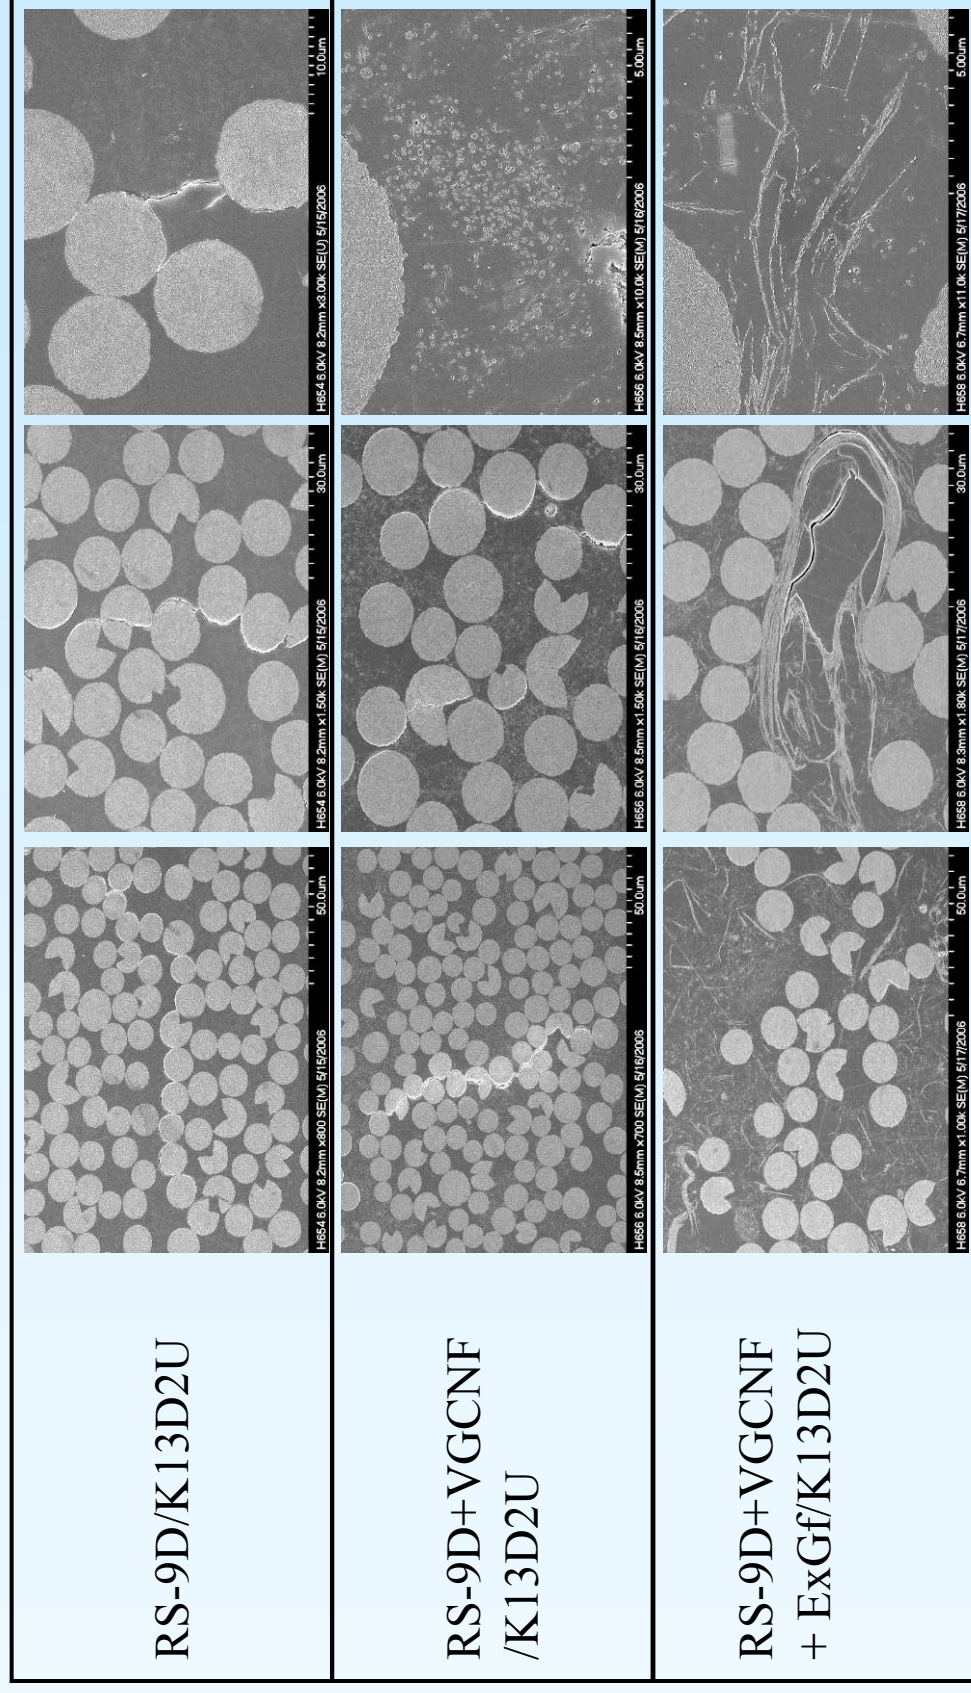 RS-9D/K13D2U
H654 6.0kV 8.2mm x800 SE(M) 5/15/2006 50.0um
H654 6.0kV 8.2mm x1.50k SE(M) 5/15/2006 30.0um
H654 6.0kV 8.2mm x3.00k SE(U) 5/15/2006 10.0um
RS-9D+VGCNF
/K13D2U
H656 6.0kV 8.5mm x700 SE(M) 5/16/2006 50.0um
H656 6.0kV 8.5mm x1.50k SE(M) 5/16/2006 30.0um
H656 6.0kV 8.5mm x10.0k SE(M) 5/16/2006 5.00um
RS-9D+VGCNF
+ ExGf/K13D2U
H658 6.0kV 6.7mm x1.00k SE(M) 5/17/2006 50.0um
H658 6.0kV 8.3mm x1.80k SE(M) 5/17/2006 30.0um
H658 6.0kV 6.7mm x11.0k SE(M) 5/17/2006 5.00um